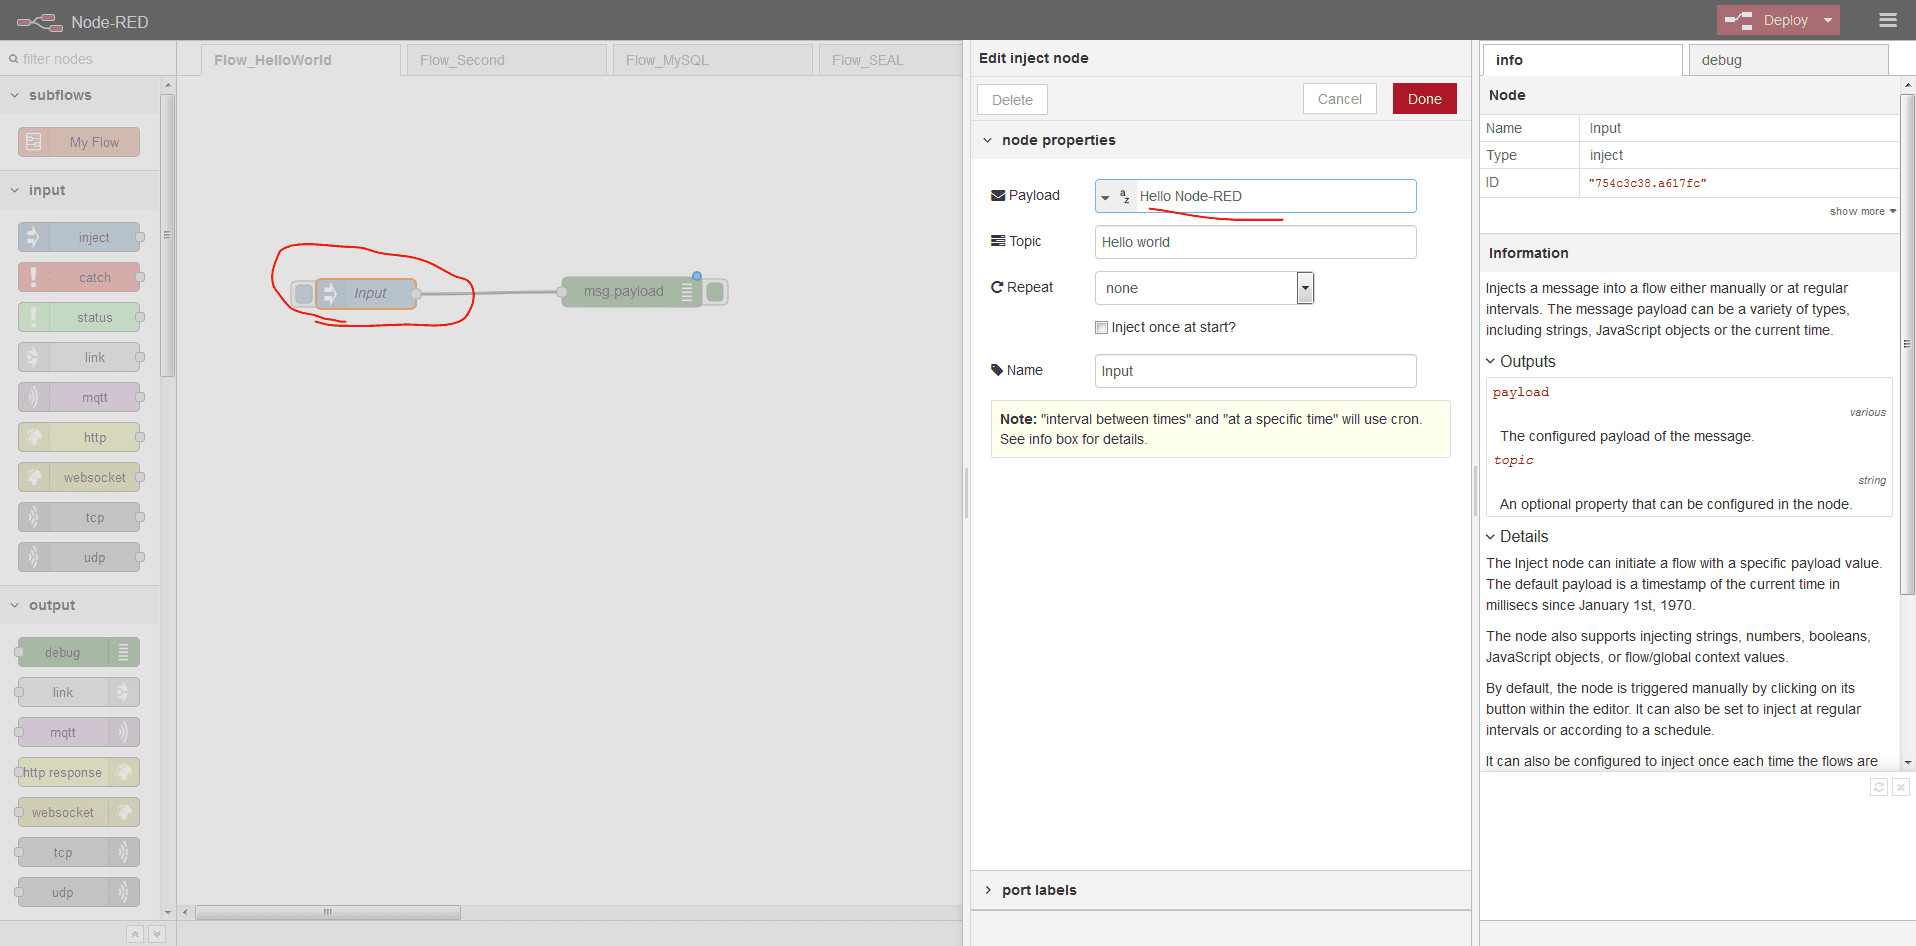 Node-RED
Deploy
filter nodes
Flow_HelloWorld
Flow_Second
Flow_MySQL
Flow_SEAL
subflows
My Flow
input
inject
catch
status
link
mqtt
http
websocket
tcp
udp
output
debug
link
mqtt
http response
websocket
tcp
udp
Input
msg.payload
Edit inject node
Delete
Cancel
Done
node properties
Payload
a
z
Hello Node-RED
Topic
Hello world
Repeat
none
Inject once at start?
Name
Input
Note: "interval between times" and "at a specific time" will use cron.
See info box for details.
port labels
info
debug
Node
Name
Input
Type
inject
ID
"754c3c38.a617fc"
show more
Information
Injects a message into a flow either manually or at regular
intervals. The message payload can be a variety of types,
including strings, JavaScript objects or the current time.
Outputs
payload
various
The configured payload of the message.
topic
string
An optional property that can be configured in the node.
Details
The Inject node can initiate a flow with a specific payload value.
The default payload is a timestamp of the current time in
millisecs since January 1st, 1970.
The node also supports injecting strings, numbers, booleans,
JavaScript objects, or flow/global context values.
By default, the node is triggered manually by clicking on its
button within the editor. It can also be set to inject at regular
intervals or according to a schedule.
It can also be configured to inject once each time the flows are